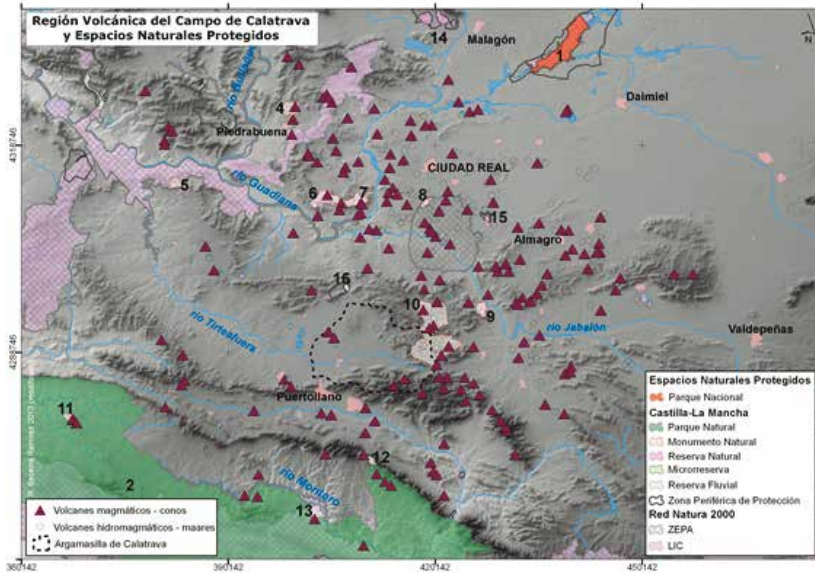 Región Volcánica del Campo de Calatrava
y Espacios Naturales Protegidos
14
Malagón
1
N
Daimiel
4
Piedrabuena
4318746
CIUDAD REAL
5
río Guadiana
6
7
8
15
Almagro
16
10
9
río Tirteafuera
río Jabalón
Valdepeñas
4288746
Puertollano
11
12
2
río Montoro
13
Espacios Naturales Protegidos
Parque Nacional
Castilla-La Mancha
Parque Natural
Monumento Natural
Reserva Natural
Microrreserva
Reserva Fluvial
Zona Periférica de Protección
Red Natura 2000
ZEPA
LIC
Volcanes magmáticos - conos
Volcanes hidromagmáticos - maares
Argamasilla de Calatrava
360142
420142
450142